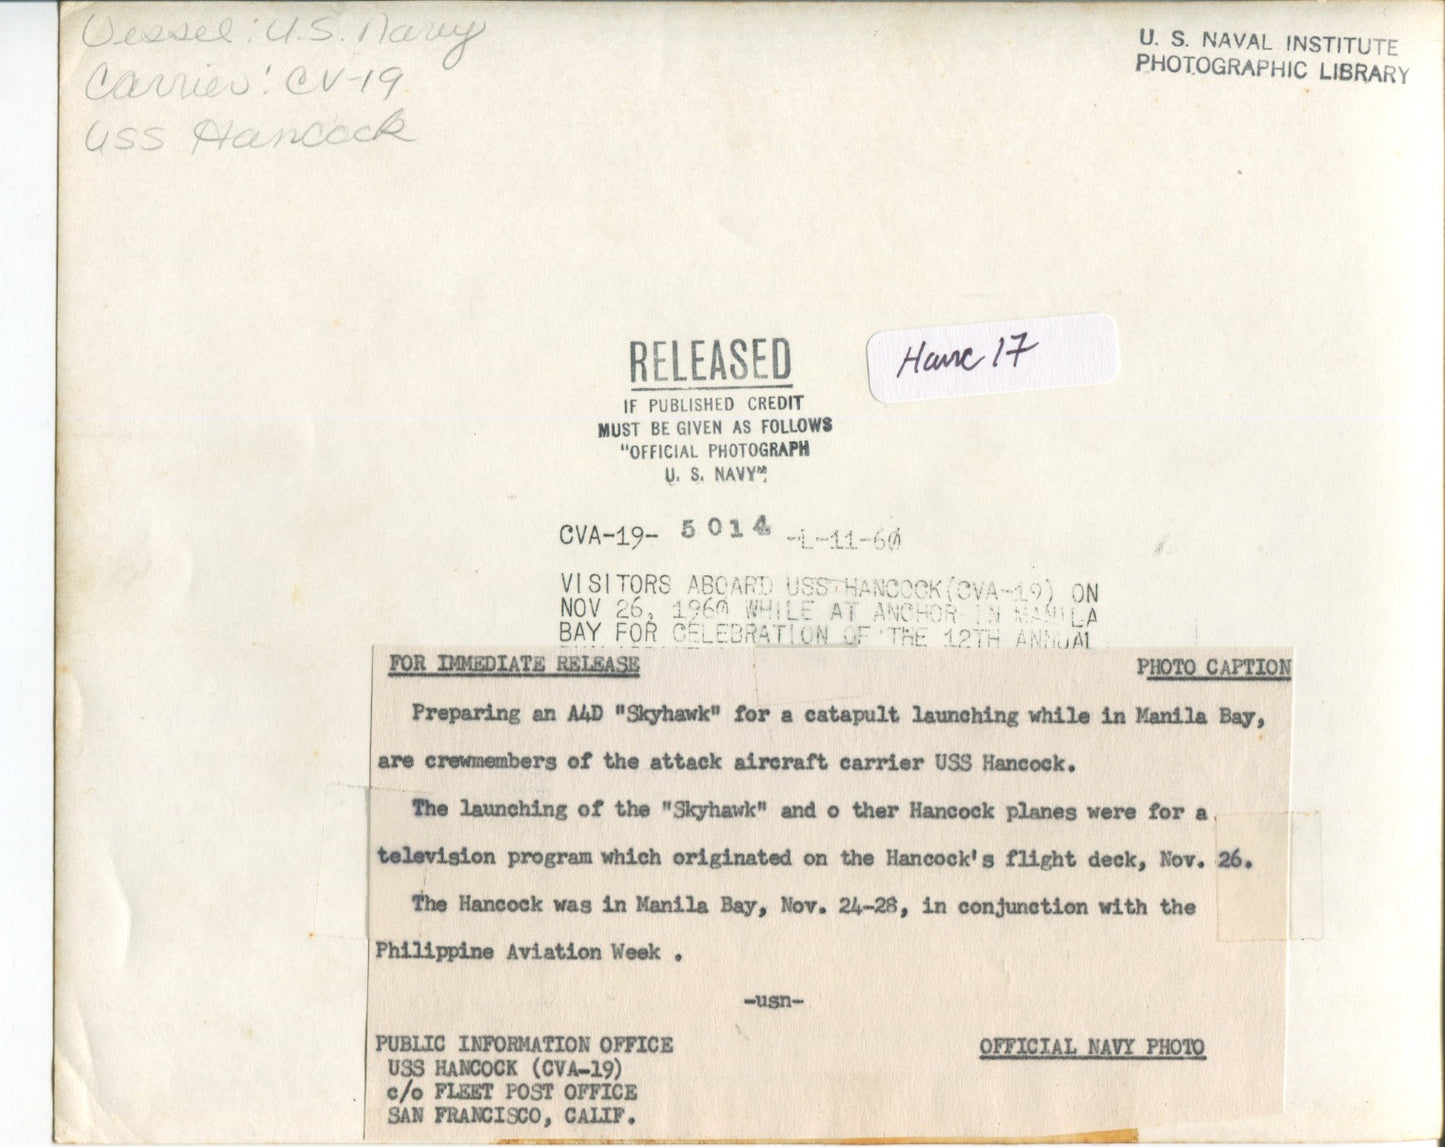 Vessel: U.S. Navy
Carrier: CV-19
USS Hancock
U. S. NAVAL INSTITUTE
PHOTOGRAPHIC LIBRARY
RELEASED
IF PUBLISHED CREDIT
MUST BE GIVEN AS FOLLOWS
"OFFICIAL PHOTOGRAPH
U. S. NAVY"
Hanc 17
CVA-19- 5014 -L-11-60
VISITORS ABOARD USS HANCOCK(CVA-19) ON
NOV 26, 1960 WHILE AT ANCHOR IN MANILA
BAY FOR CELEBRATION OF THE 12TH ANNUAL
FOR IMMEDIATE RELEASE
PHOTO CAPTION
Preparing an A4D "Skyhawk" for a catapult launching while in Manila Bay,
are crewmembers of the attack aircraft carrier USS Hancock.
The launching of the "Skyhawk" and o ther Hancock planes were for a
television program which originated on the Hancock's flight deck, Nov. 26.
The Hancock was in Manila Bay, Nov. 24-28, in conjunction with the
Philippine Aviation Week .
-usn-
PUBLIC INFORMATION OFFICE
USS HANCOCK (CVA-19)
c/o FLEET POST OFFICE
SAN FRANCISCO, CALIF.
OFFICIAL NAVY PHOTO